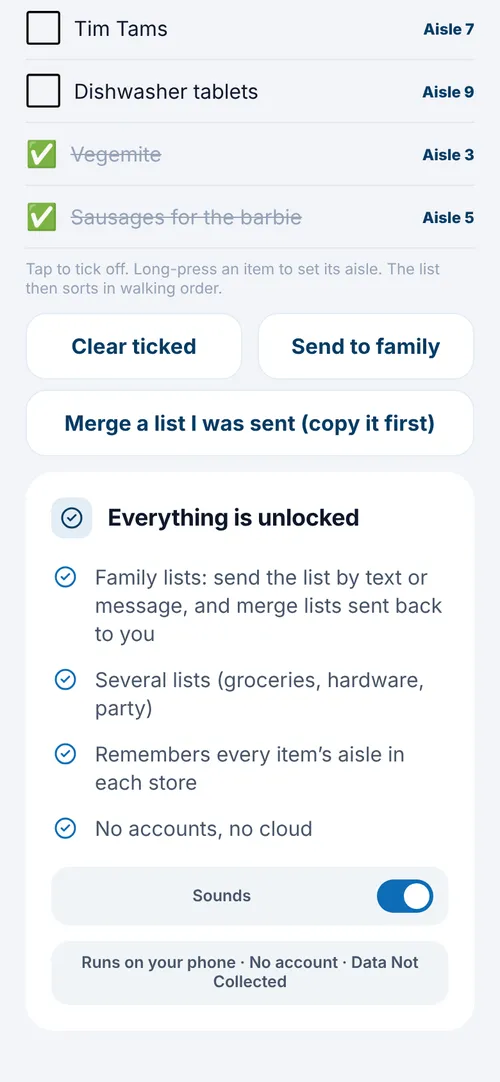 Tim Tams
Aisle 7
Dishwasher tablets
Aisle 9
Vegemite
Aisle 3
Sausages for the barbie
Aisle 5
Tap to tick off. Long-press an item to set its aisle. The list
then sorts in walking order.
Clear ticked
Send to family
Merge a list I was sent (copy it first)
Everything is unlocked
Family lists: send the list by text or
message, and merge lists sent back
to you
Several lists (groceries, hardware,
party)
Remembers every item’s aisle in
each store
No accounts, no cloud
Sounds
Runs on your phone · No account · Data Not
Collected